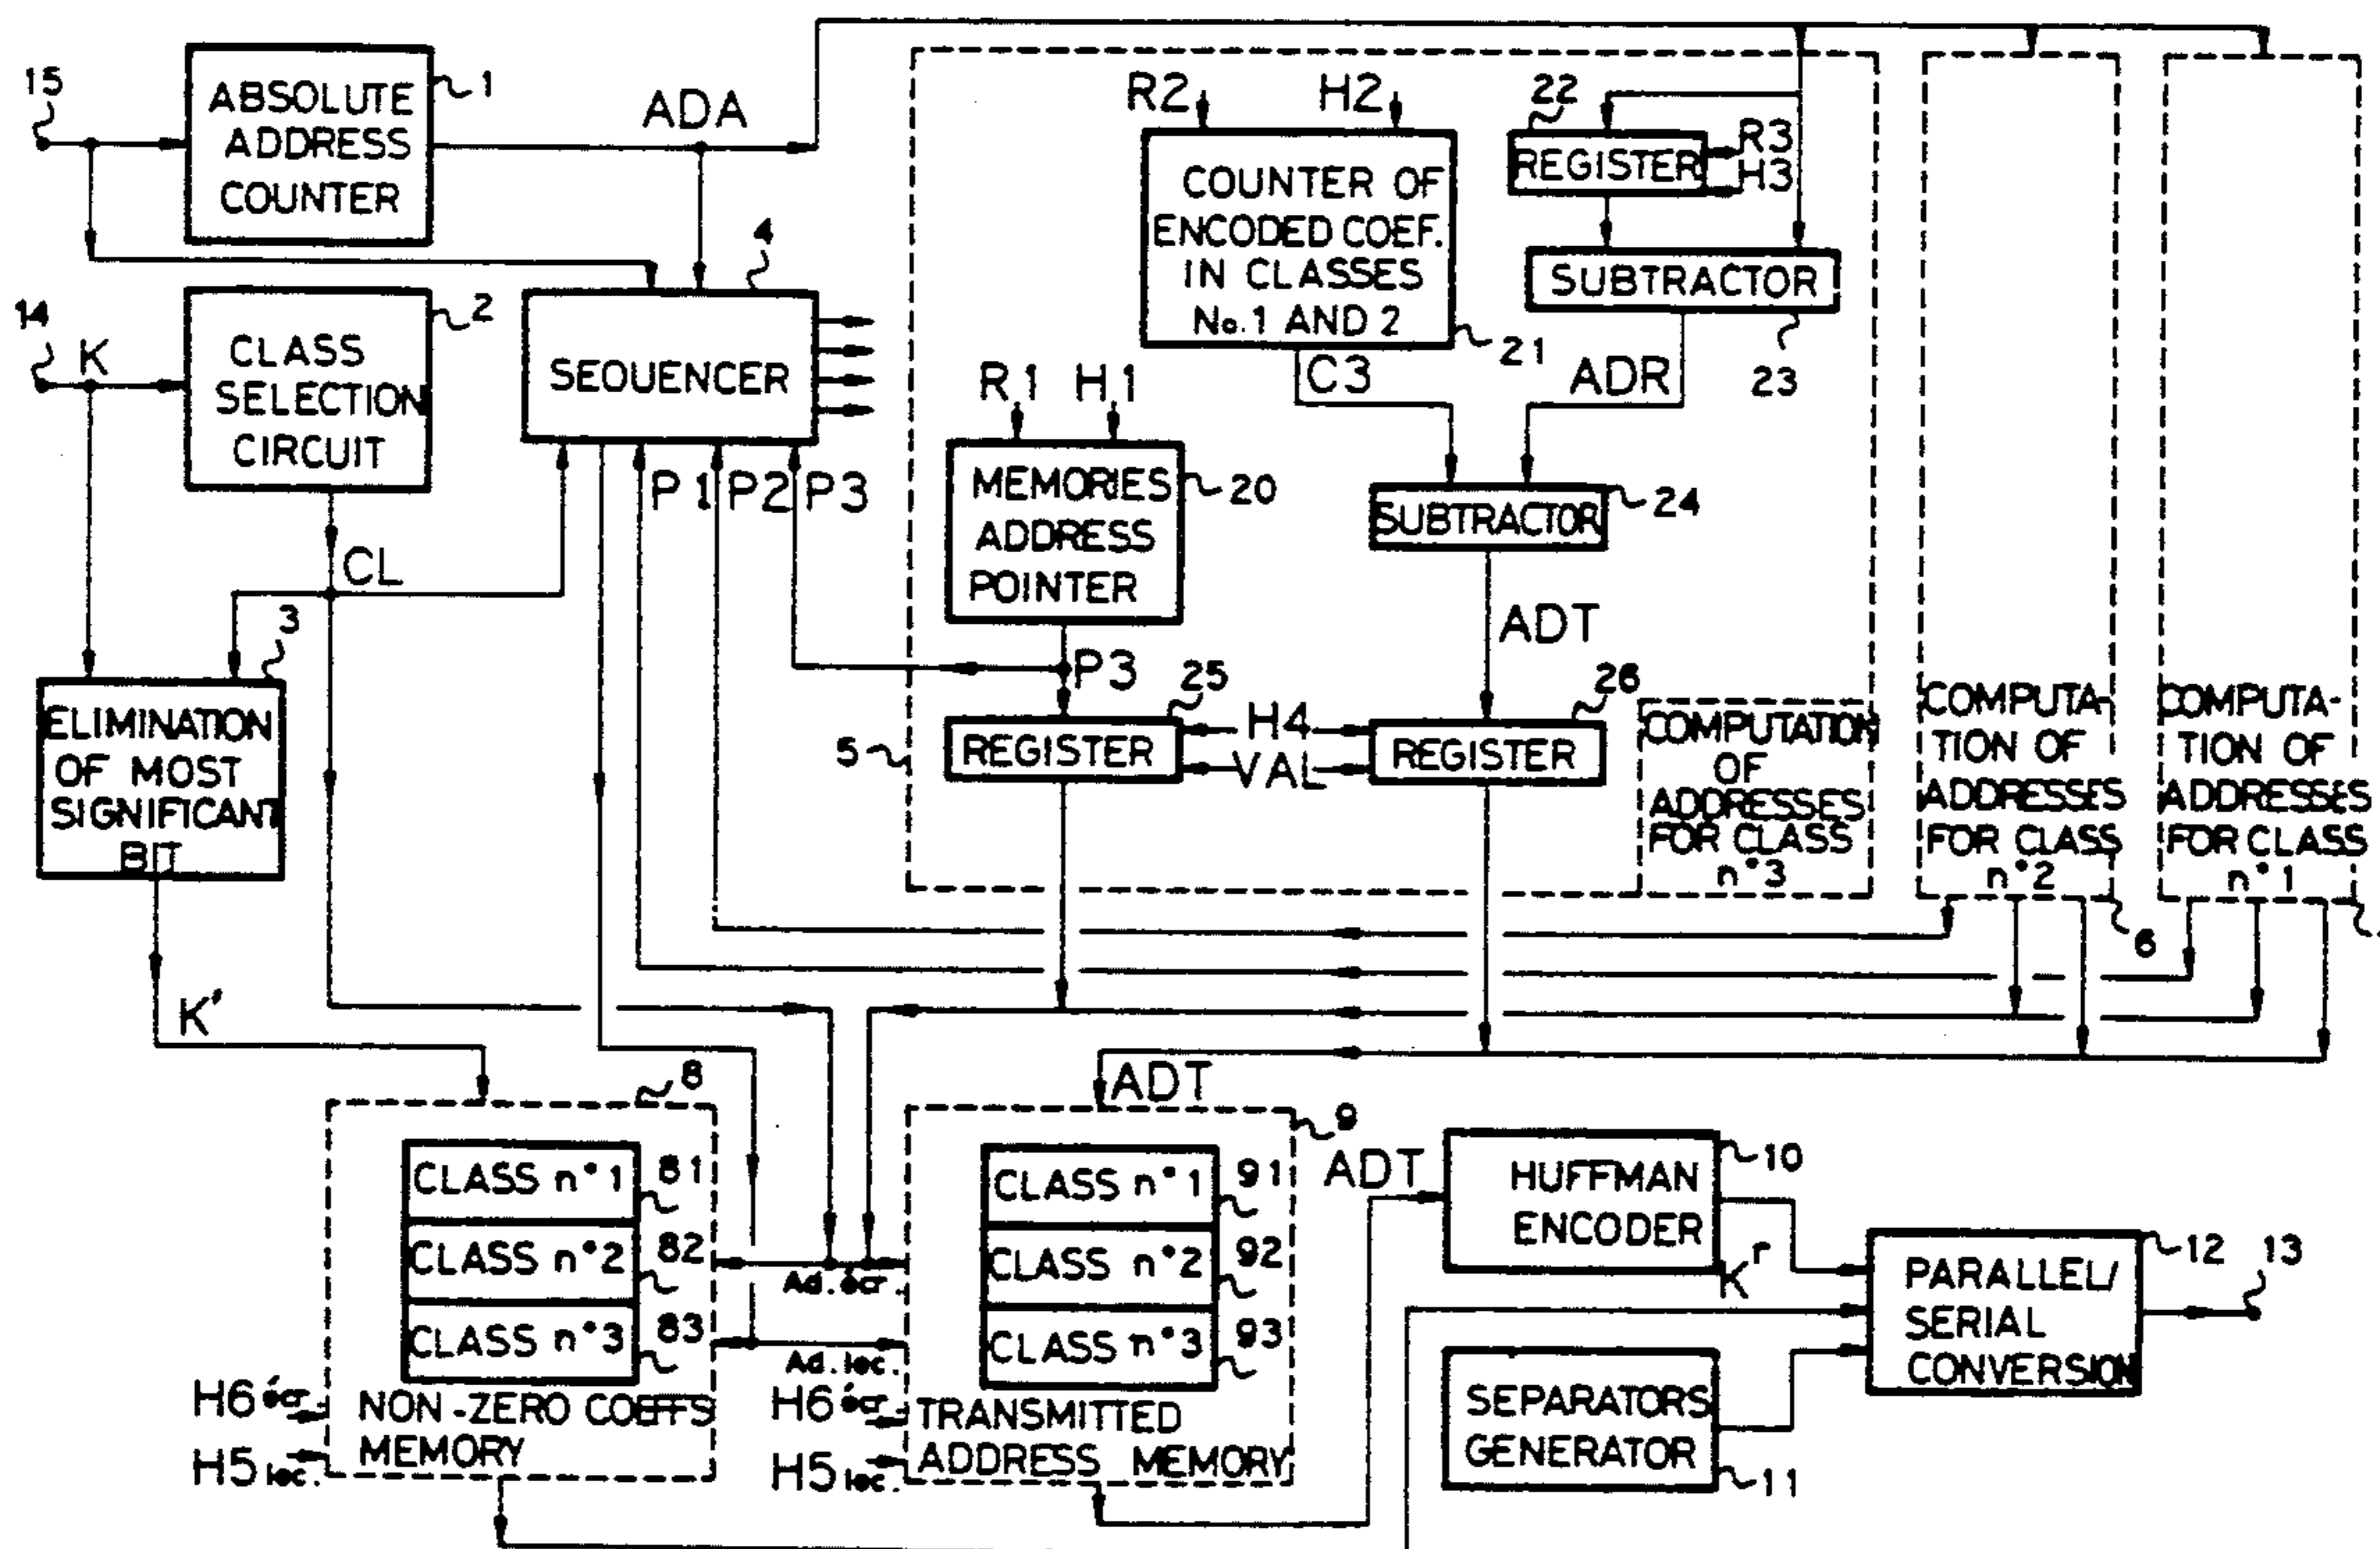 15
ABSOLUTE
ADDRESS
COUNTER
1
ADA
14
K
CLASS
SELECTION
CIRCUIT
2
4
SEQUENCER
P1 P2 P3
CL
3
ELIMINATION
OF MOST
SIGNIFICANT
BIT
K'
R2
H2
COUNTER OF
ENCODED COEF.
IN CLASSES
No.1 AND 2
21
22
REGISTER
R3
H3
SUBTRACTOR
23
C3
ADR
R1
H1
MEMORIES
ADDRESS
POINTER
20
SUBTRACTOR
24
ADT
P3
25
REGISTER
H4
VAL
26
REGISTER
5
COMPUTATION
OF
ADDRESSES
FOR CLASS
n°3
COMPUTA-
TION OF
ADDRESSES
FOR CLASS
n°2
6
COMPUTA-
TION OF
ADDRESSES
FOR CLASS
n°1
8
CLASS n°1
81
CLASS n°2
82
CLASS n°3
83
NON-ZERO COEFFS
MEMORY
H6 écr.
H5 lec.
Ad. écr.
Ad. lec.
ADT
9
CLASS n°1
91
CLASS n°2
92
CLASS n°3
93
TRANSMITTED
ADDRESS MEMORY
H6 écr.
H5 lec.
ADT
HUFFMAN
ENCODER
10
Kr
SEPARATORS
GENERATOR
11
PARALLEL/
SERIAL
CONVERSION
12
13